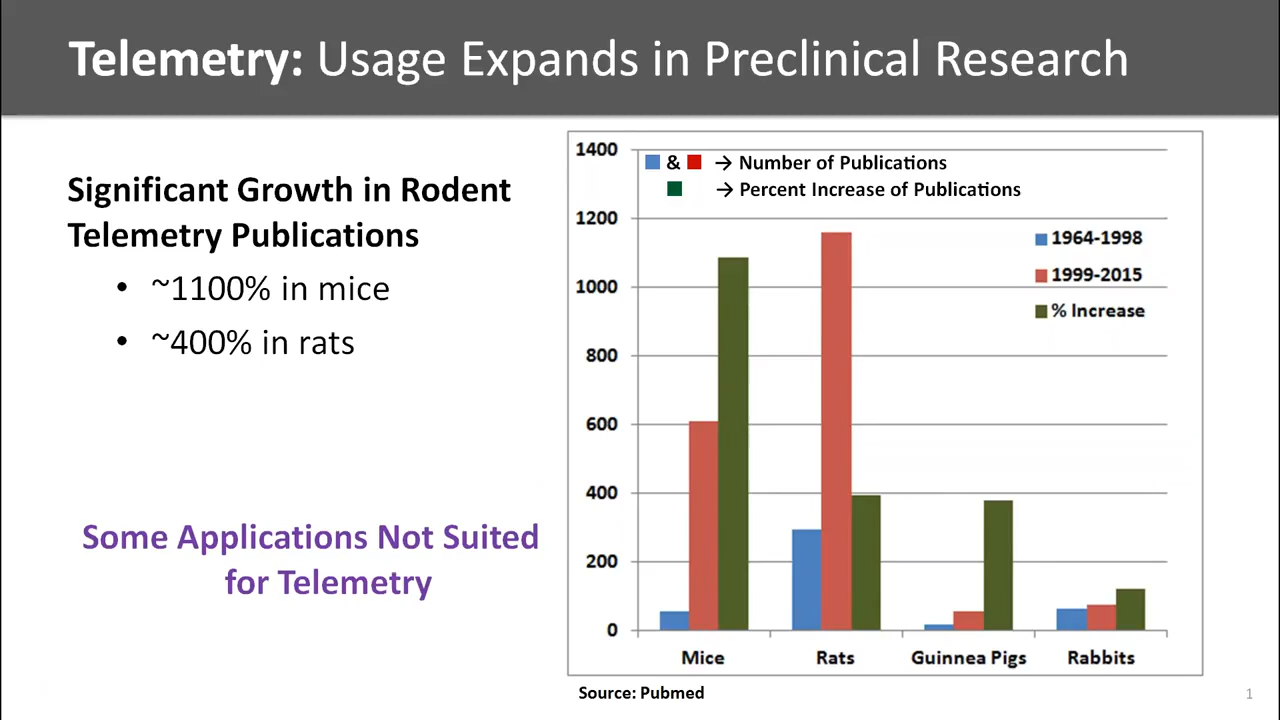 Telemetry: Usage Expands in Preclinical Research
Significant Growth in Rodent
Telemetry Publications
• ~1100% in mice
• ~400% in rats
Some Applications Not Suited
for Telemetry
& → Number of Publications
→ Percent Increase of Publications
1964-1998
1999-2015
% Increase
1400
1200
1000
800
600
400
200
0
Mice Rats Guinnea Pigs Rabbits
Source: Pubmed
1